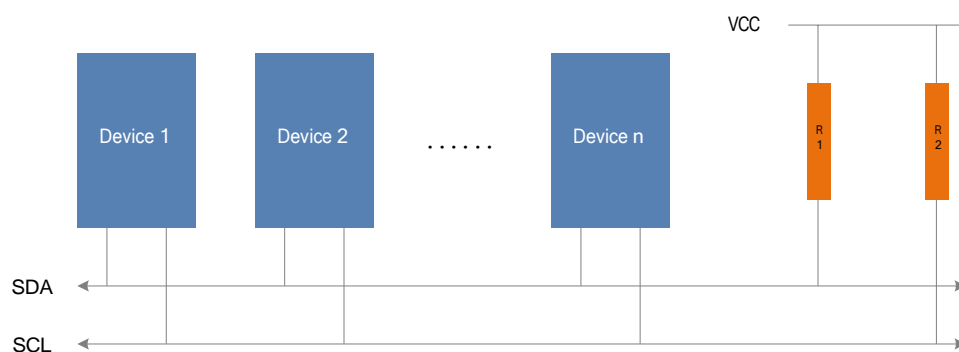 VCC
Device 1
Device 2
......
Device n
R
1
R
2
SDA
SCL